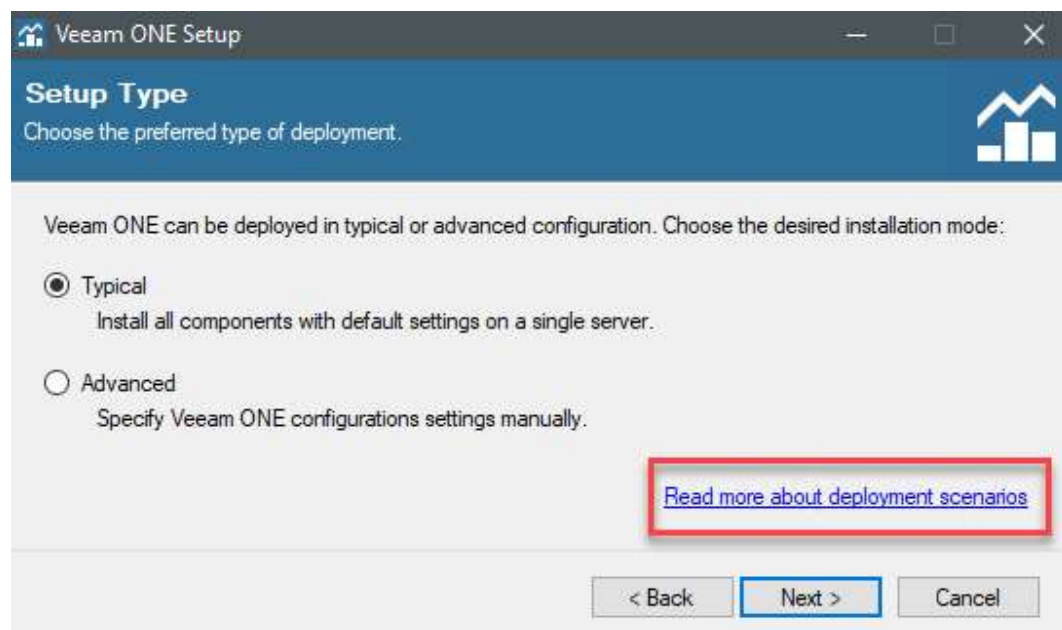 Veeam ONE Setup
Setup Type
Choose the preferred type of deployment.
Veeam ONE can be deployed in typical or advanced configuration. Choose the desired installation mode:
Typical
Install all components with default settings on a single server.
Advanced
Specify Veeam ONE configurations settings manually.
Read more about deployment scenarios
< Back Next > Cancel